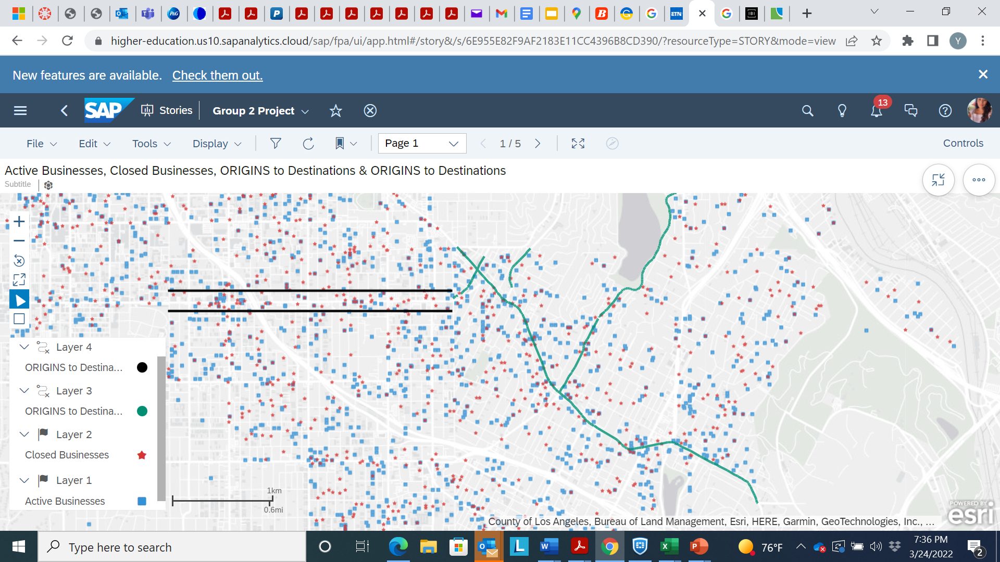 P&G
P
B
G
ETN
G
IBI
higher-education.us10.sapanalytics.cloud/sap/fpa/ui/app.html#/story&/s/6E955E82F9AF2183E11CC4396B8CD390/?resourceType=STORY&mode=view
Y
New features are available. Check them out.
SAP Stories Group 2 Project
13
File Edit Tools Display Page 1 1 / 5 Controls
Active Businesses, Closed Businesses, ORIGINS to Destinations & ORIGINS to Destinations
Subtitle
Layer 4
ORIGINS to Destina...
Layer 3
ORIGINS to Destina...
Layer 2
Closed Businesses
Layer 1
Active Businesses
1km
0.6mi
POWERED BY
esri
County of Los Angeles, Bureau of Land Management, Esri, HERE, Garmin, GeoTechnologies, Inc., ...
Type here to search
L
W
X
P
76°F
7:36 PM
3/24/2022
2